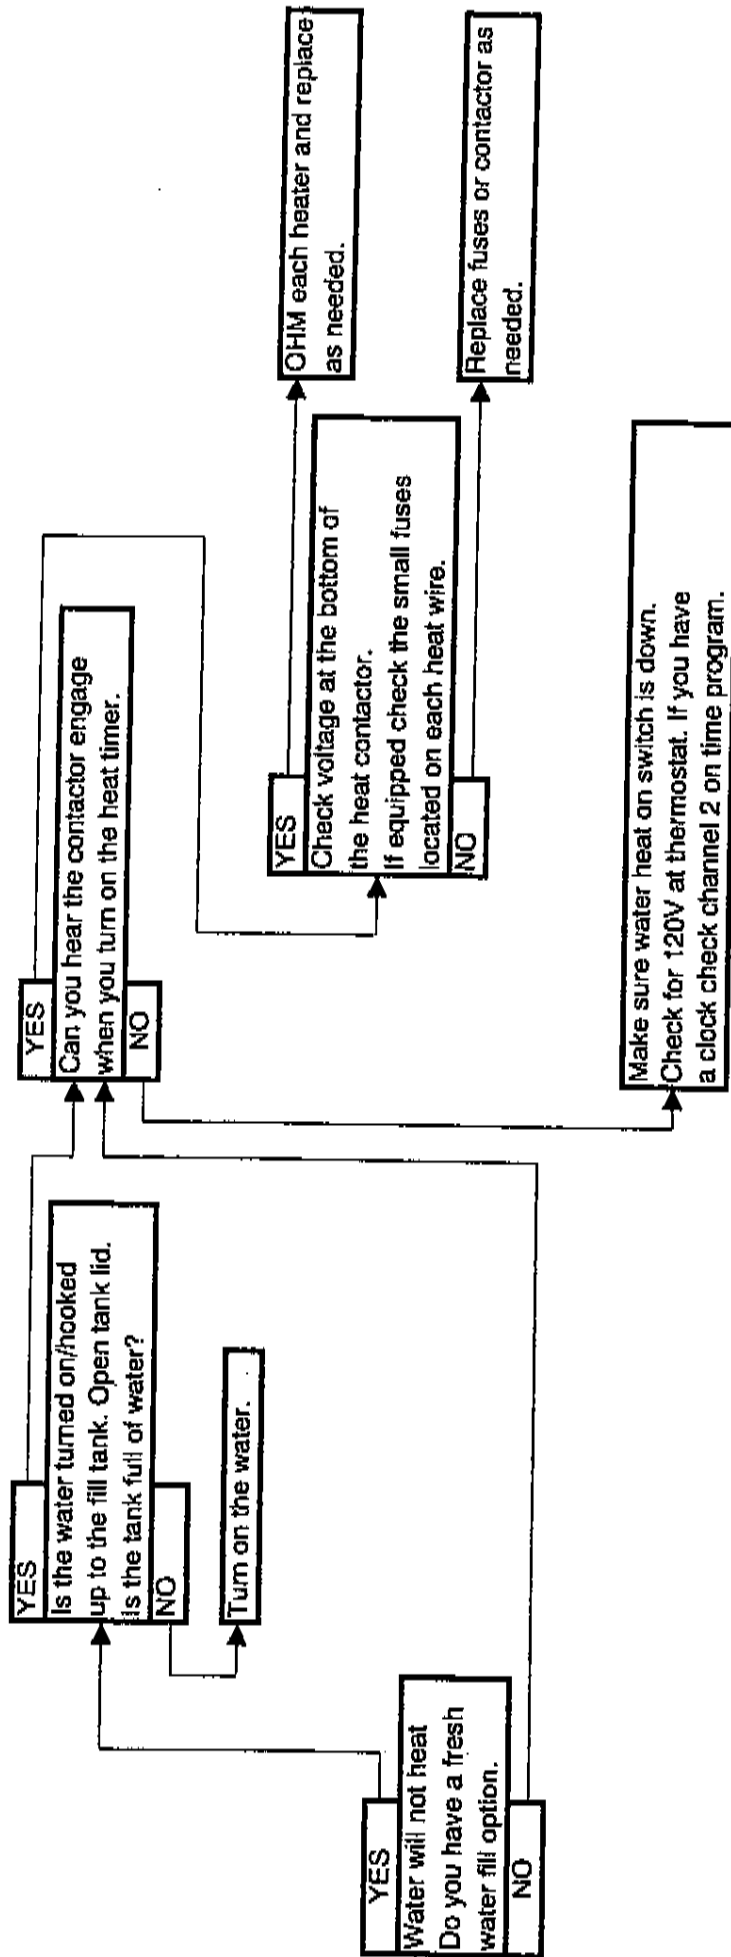 YES
Water will not heat
Do you have a fresh
water fill option.
NO
YES
Is the water turned on/hooked
up to the fill tank. Open tank lid.
Is the tank full of water?
NO
Turn on the water.
YES
Can you hear the contactor engage
when you turn on the heat timer.
NO
YES
Check voltage at the bottom of
the heat contactor.
If equipped check the small fuses
located on each heat wire.
NO
OHM each heater and replace
as needed.
Replace fuses or contactor as
needed.
Make sure water heat on switch is down.
Check for 120V at thermostat. If you have
a clock check channel 2 on time program.